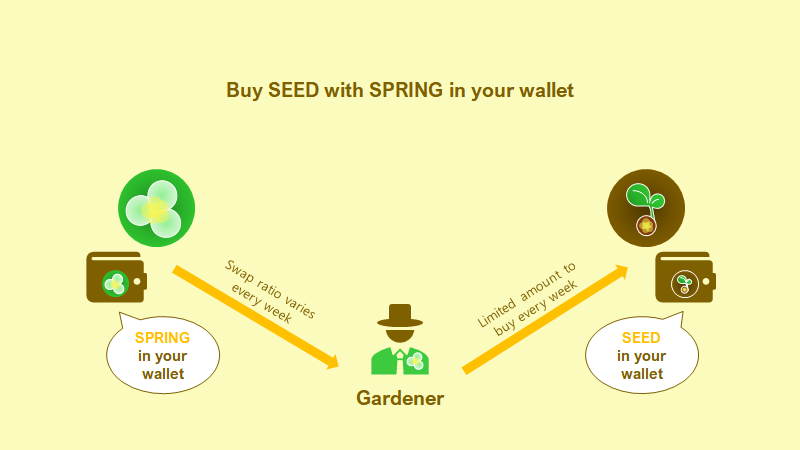 Buy SEED with SPRING in your wallet
Swap ratio varies
every week
Limited amount to
buy every week
SPRING
in your
wallet
Gardener
SEED
in your
wallet